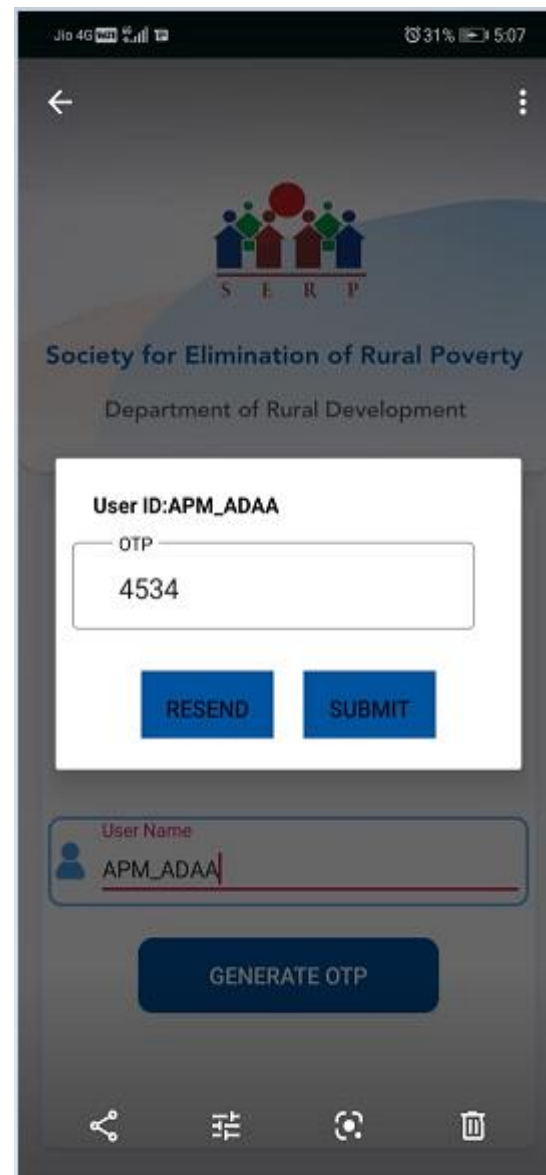 Jio 4G 31% 5:07
S E R P
Society for Elimination of Rural Poverty
Department of Rural Development
User ID:APM_ADAA
OTP
4534
RESEND SUBMIT
User Name
APM_ADAA
GENERATE OTP